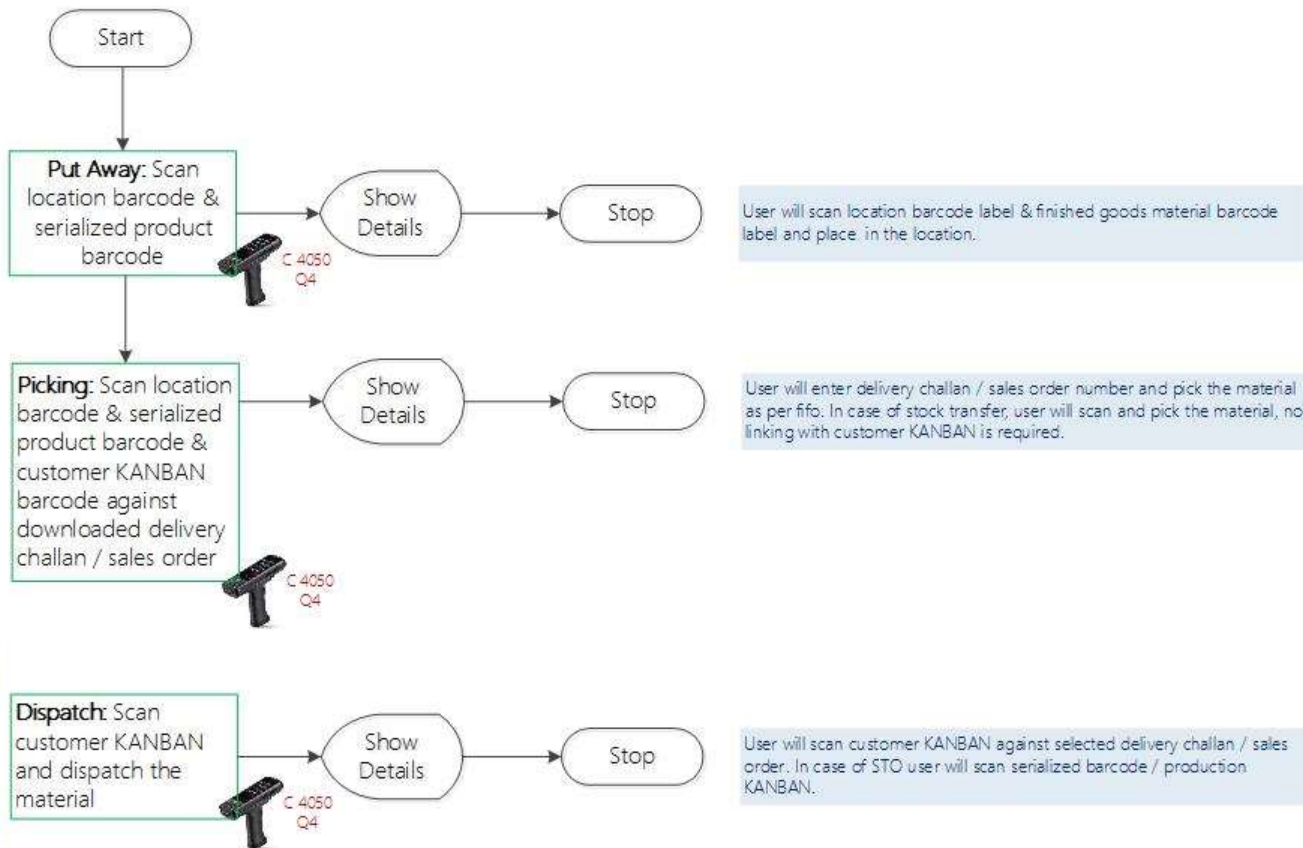 Start
Put Away: Scan
location barcode &
serialized product
barcode
C 4050
Q4
Show
Details
Stop
User will scan location barcode label & finished goods material barcode
label and place in the location.
Picking: Scan location
barcode & serialized
product barcode &
customer KANBAN
barcode against
downloaded delivery
challan / sales order
C 4050
Q4
Show
Details
Stop
User will enter delivery challan / sales order number and pick the material
as per fifo. In case of stock transfer, user will scan and pick the material, no
linking with customer KANBAN is required.
Dispatch: Scan
customer KANBAN
and dispatch the
material
C 4050
Q4
Show
Details
Stop
User will scan customer KANBAN against selected delivery challan / sales
order. In case of STO user will scan serialized barcode / production
KANBAN.